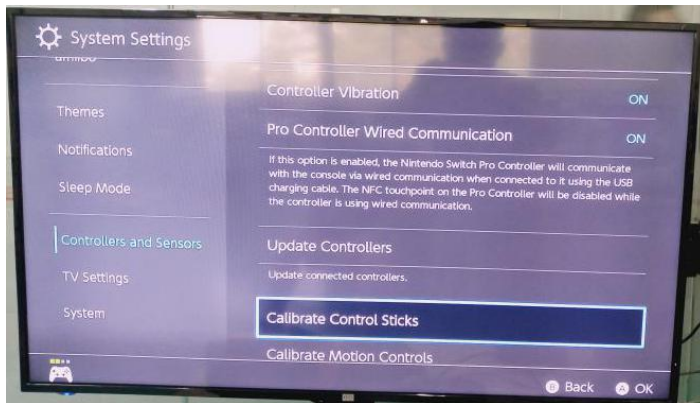 System Settings
amiibo
Themes
Notifications
Sleep Mode
Controllers and Sensors
TV Settings
System
Controller Vibration
ON
Pro Controller Wired Communication
ON
If this option is enabled, the Nintendo Switch Pro Controller will communicate
with the console via wired communication when connected to it using the USB
charging cable. The NFC touchpoint on the Pro Controller will be disabled while
the controller is using wired communication.
Update Controllers
Update connected controllers.
Calibrate Control Sticks
Calibrate Motion Controls
B Back
A OK